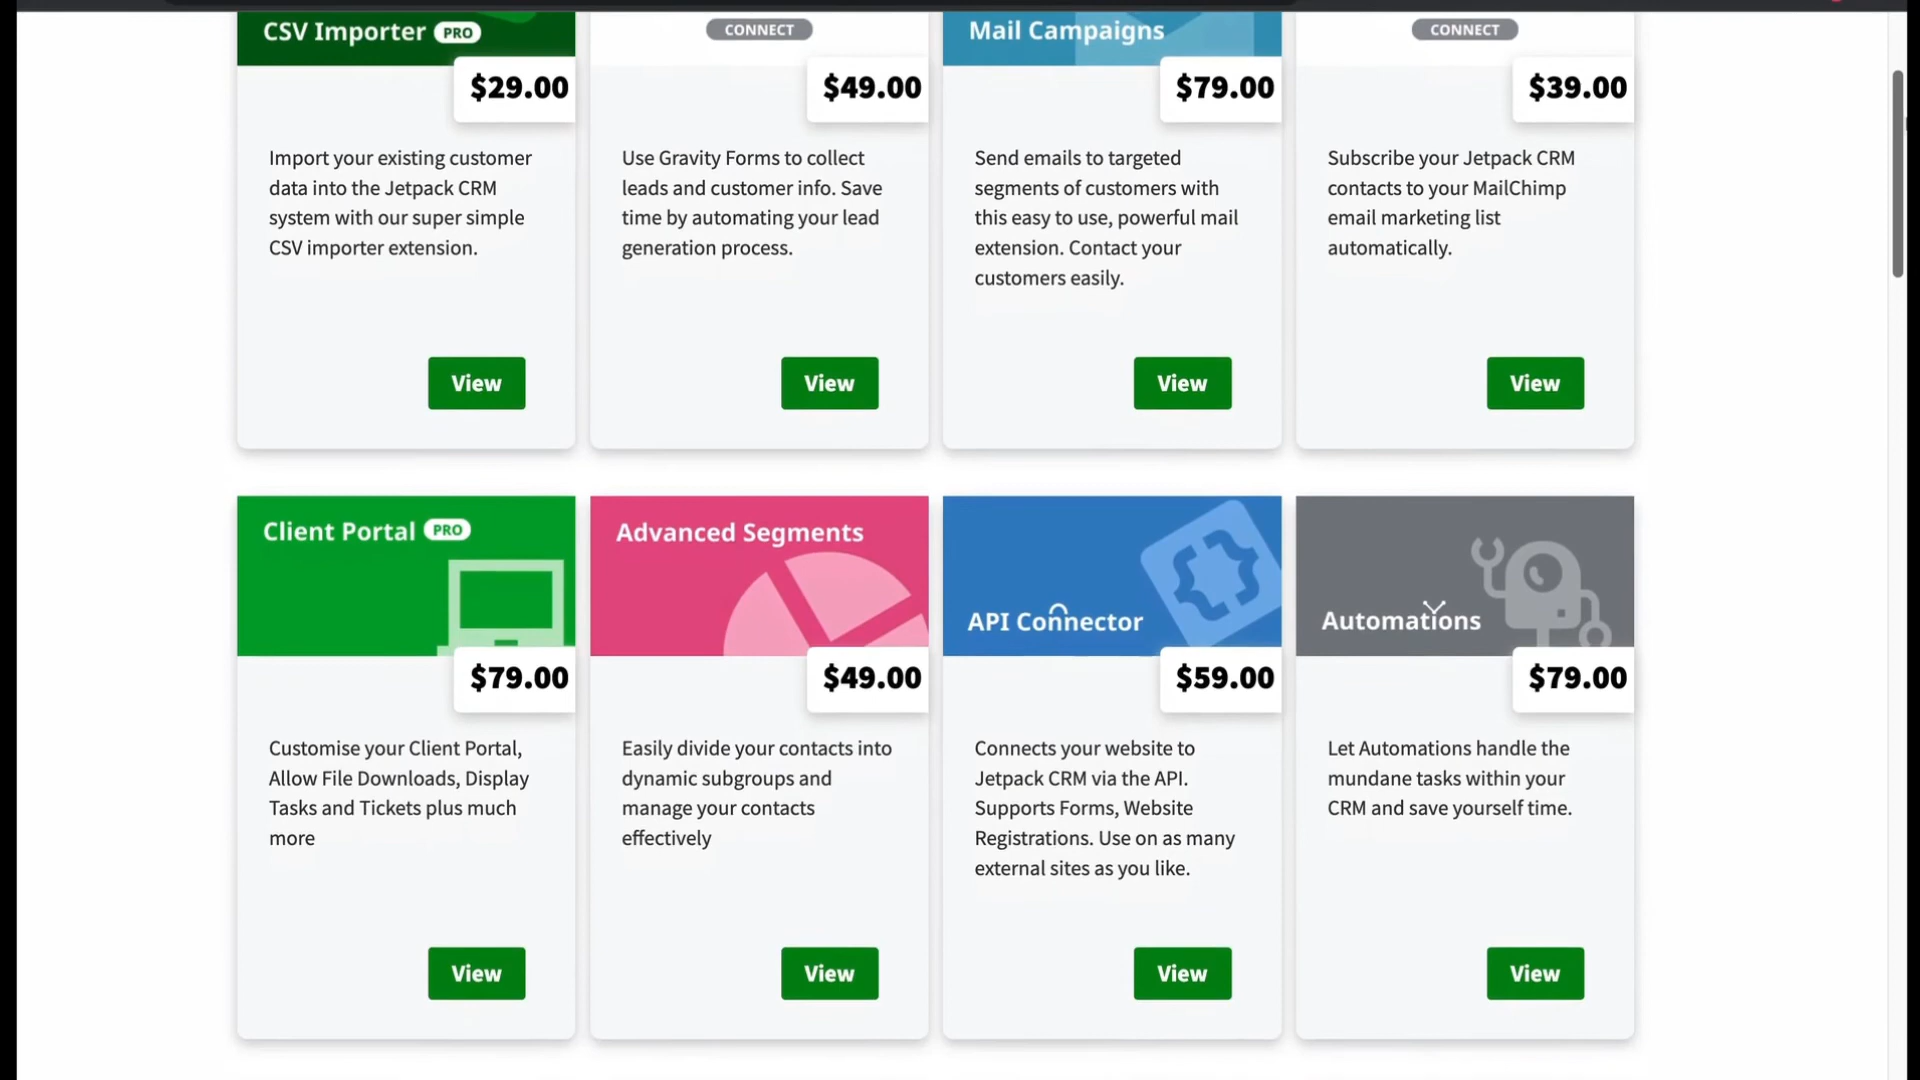 CSV Importer PRO
$29.00
Import your existing customer
data into the Jetpack CRM
system with our super simple
CSV importer extension.
View
CONNECT
$49.00
Use Gravity Forms to collect
leads and customer info. Save
time by automating your lead
generation process.
View
Mail Campaigns
$79.00
Send emails to targeted
segments of customers with
this easy to use, powerful mail
extension. Contact your
customers easily.
View
CONNECT
$39.00
Subscribe your Jetpack CRM
contacts to your MailChimp
email marketing list
automatically.
View
Client Portal PRO
$79.00
Customise your Client Portal,
Allow File Downloads, Display
Tasks and Tickets plus much
more
View
Advanced Segments
$49.00
Easily divide your contacts into
dynamic subgroups and
manage your contacts
effectively
View
API Connector
$59.00
Connects your website to
Jetpack CRM via the API.
Supports Forms, Website
Registrations. Use on as many
external sites as you like.
View
Automations
$79.00
Let Automations handle the
mundane tasks within your
CRM and save yourself time.
View